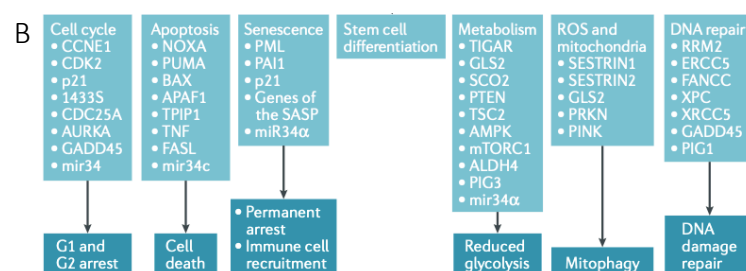 B
Cell cycle
• CCNE1
• CDK2
• p21
• 1433S
• CDC25A
• AURKA
• GADD45
• mir34
G1 and
G2 arrest
Apoptosis
• NOXA
• PUMA
• BAX
• APAF1
• TPIP1
• TNF
• FASL
• mir34c
Cell
death
Senescence
• PML
• PAI1
• p21
• Genes of
the SASP
• miR34α
• Permanent
arrest
• Immune cell
recruitment
Stem cell
differentiation
Metabolism
• TIGAR
• GLS2
• SCO2
• PTEN
• TSC2
• AMPK
• mTORC1
• ALDH4
• PIG3
• mir34α
Reduced
glycolysis
ROS and
mitochondria
• SESTRIN1
• SESTRIN2
• GLS2
• PRKN
• PINK
Mitophagy
DNA repair
• RRM2
• ERCC5
• FANCC
• XPC
• XRCC5
• GADD45
• PIG1
DNA
damage
repair